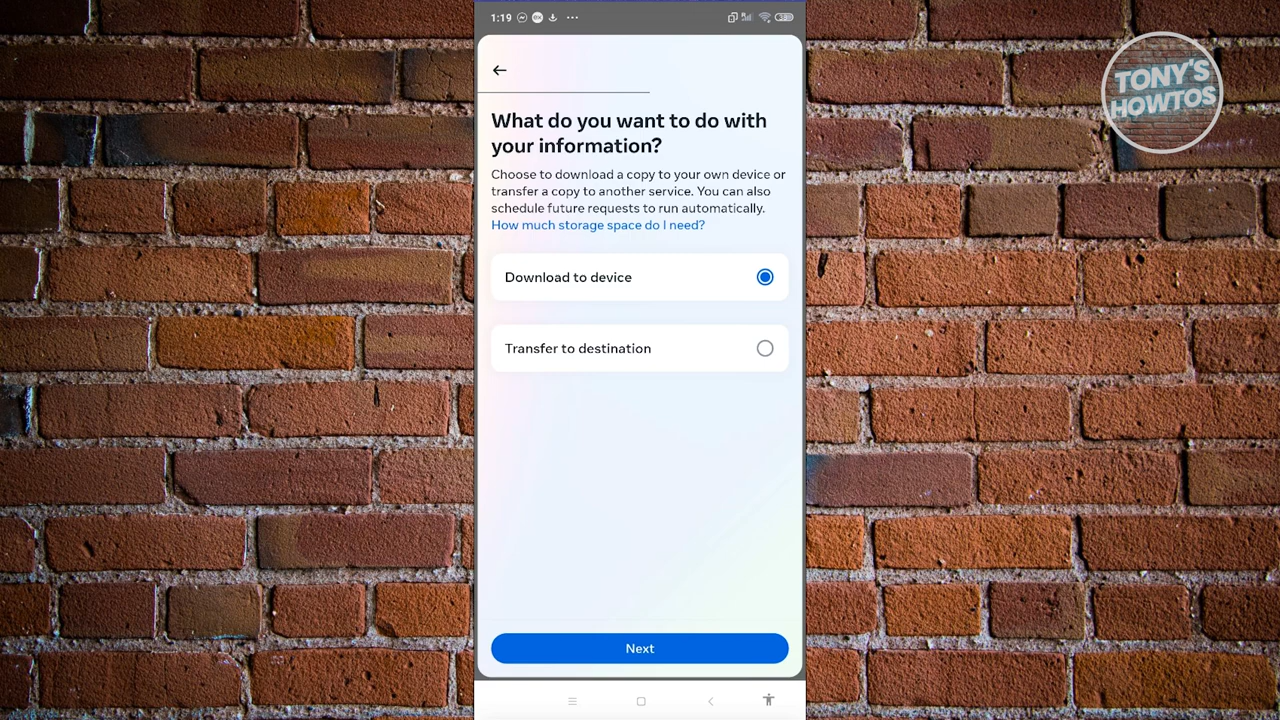 1:19
TONY'S
HOWTOS
What do you want to do with
your information?
Choose to download a copy to your own device or
transfer a copy to another service. You can also
schedule future requests to run automatically.
How much storage space do I need?
Download to device
Transfer to destination
Next